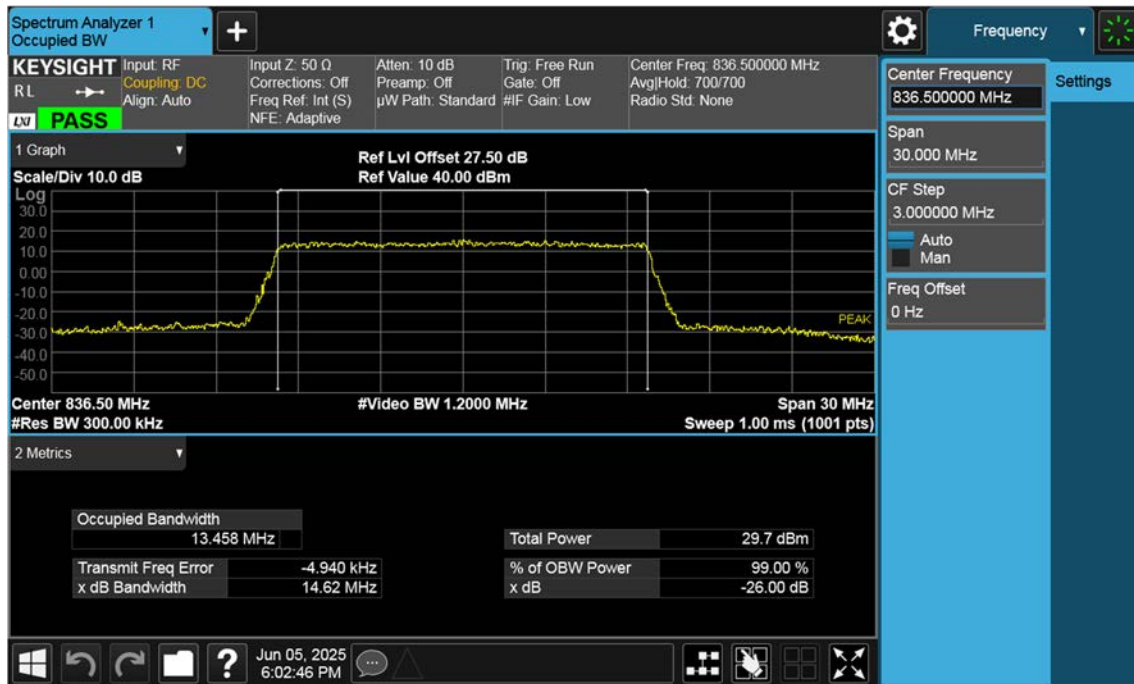 Spectrum Analyzer 1
Occupied BW
Frequency
KEYSIGHT
RL
LXI PASS
Input: RF
Coupling: DC
Align: Auto
Input Z: 50 Ω
Corrections: Off
Freq Ref: Int (S)
NFE: Adaptive
Atten: 10 dB
Preamp: Off
µW Path: Standard
Trig: Free Run
Gate: Off
#IF Gain: Low
Center Freq: 836.500000 MHz
Avg|Hold: 700/700
Radio Std: None
Center Frequency
836.500000 MHz
Settings
Span
30.000 MHz
CF Step
3.000000 MHz
Auto
Man
Freq Offset
0 Hz
1 Graph
Scale/Div 10.0 dB
Ref Lvl Offset 27.50 dB
Ref Value 40.00 dBm
Log
30.0
20.0
10.0
0.00
-10.0
-20.0
-30.0
-40.0
-50.0
PEAK
Center 836.50 MHz
#Video BW 1.2000 MHz
Span 30 MHz
#Res BW 300.00 kHz
Sweep 1.00 ms (1001 pts)
2 Metrics
Occupied Bandwidth
13.458 MHz
Total Power 29.7 dBm
Transmit Freq Error -4.940 kHz
% of OBW Power 99.00 %
x dB Bandwidth 14.62 MHz
x dB -26.00 dB
Jun 05, 2025
6:02:46 PM